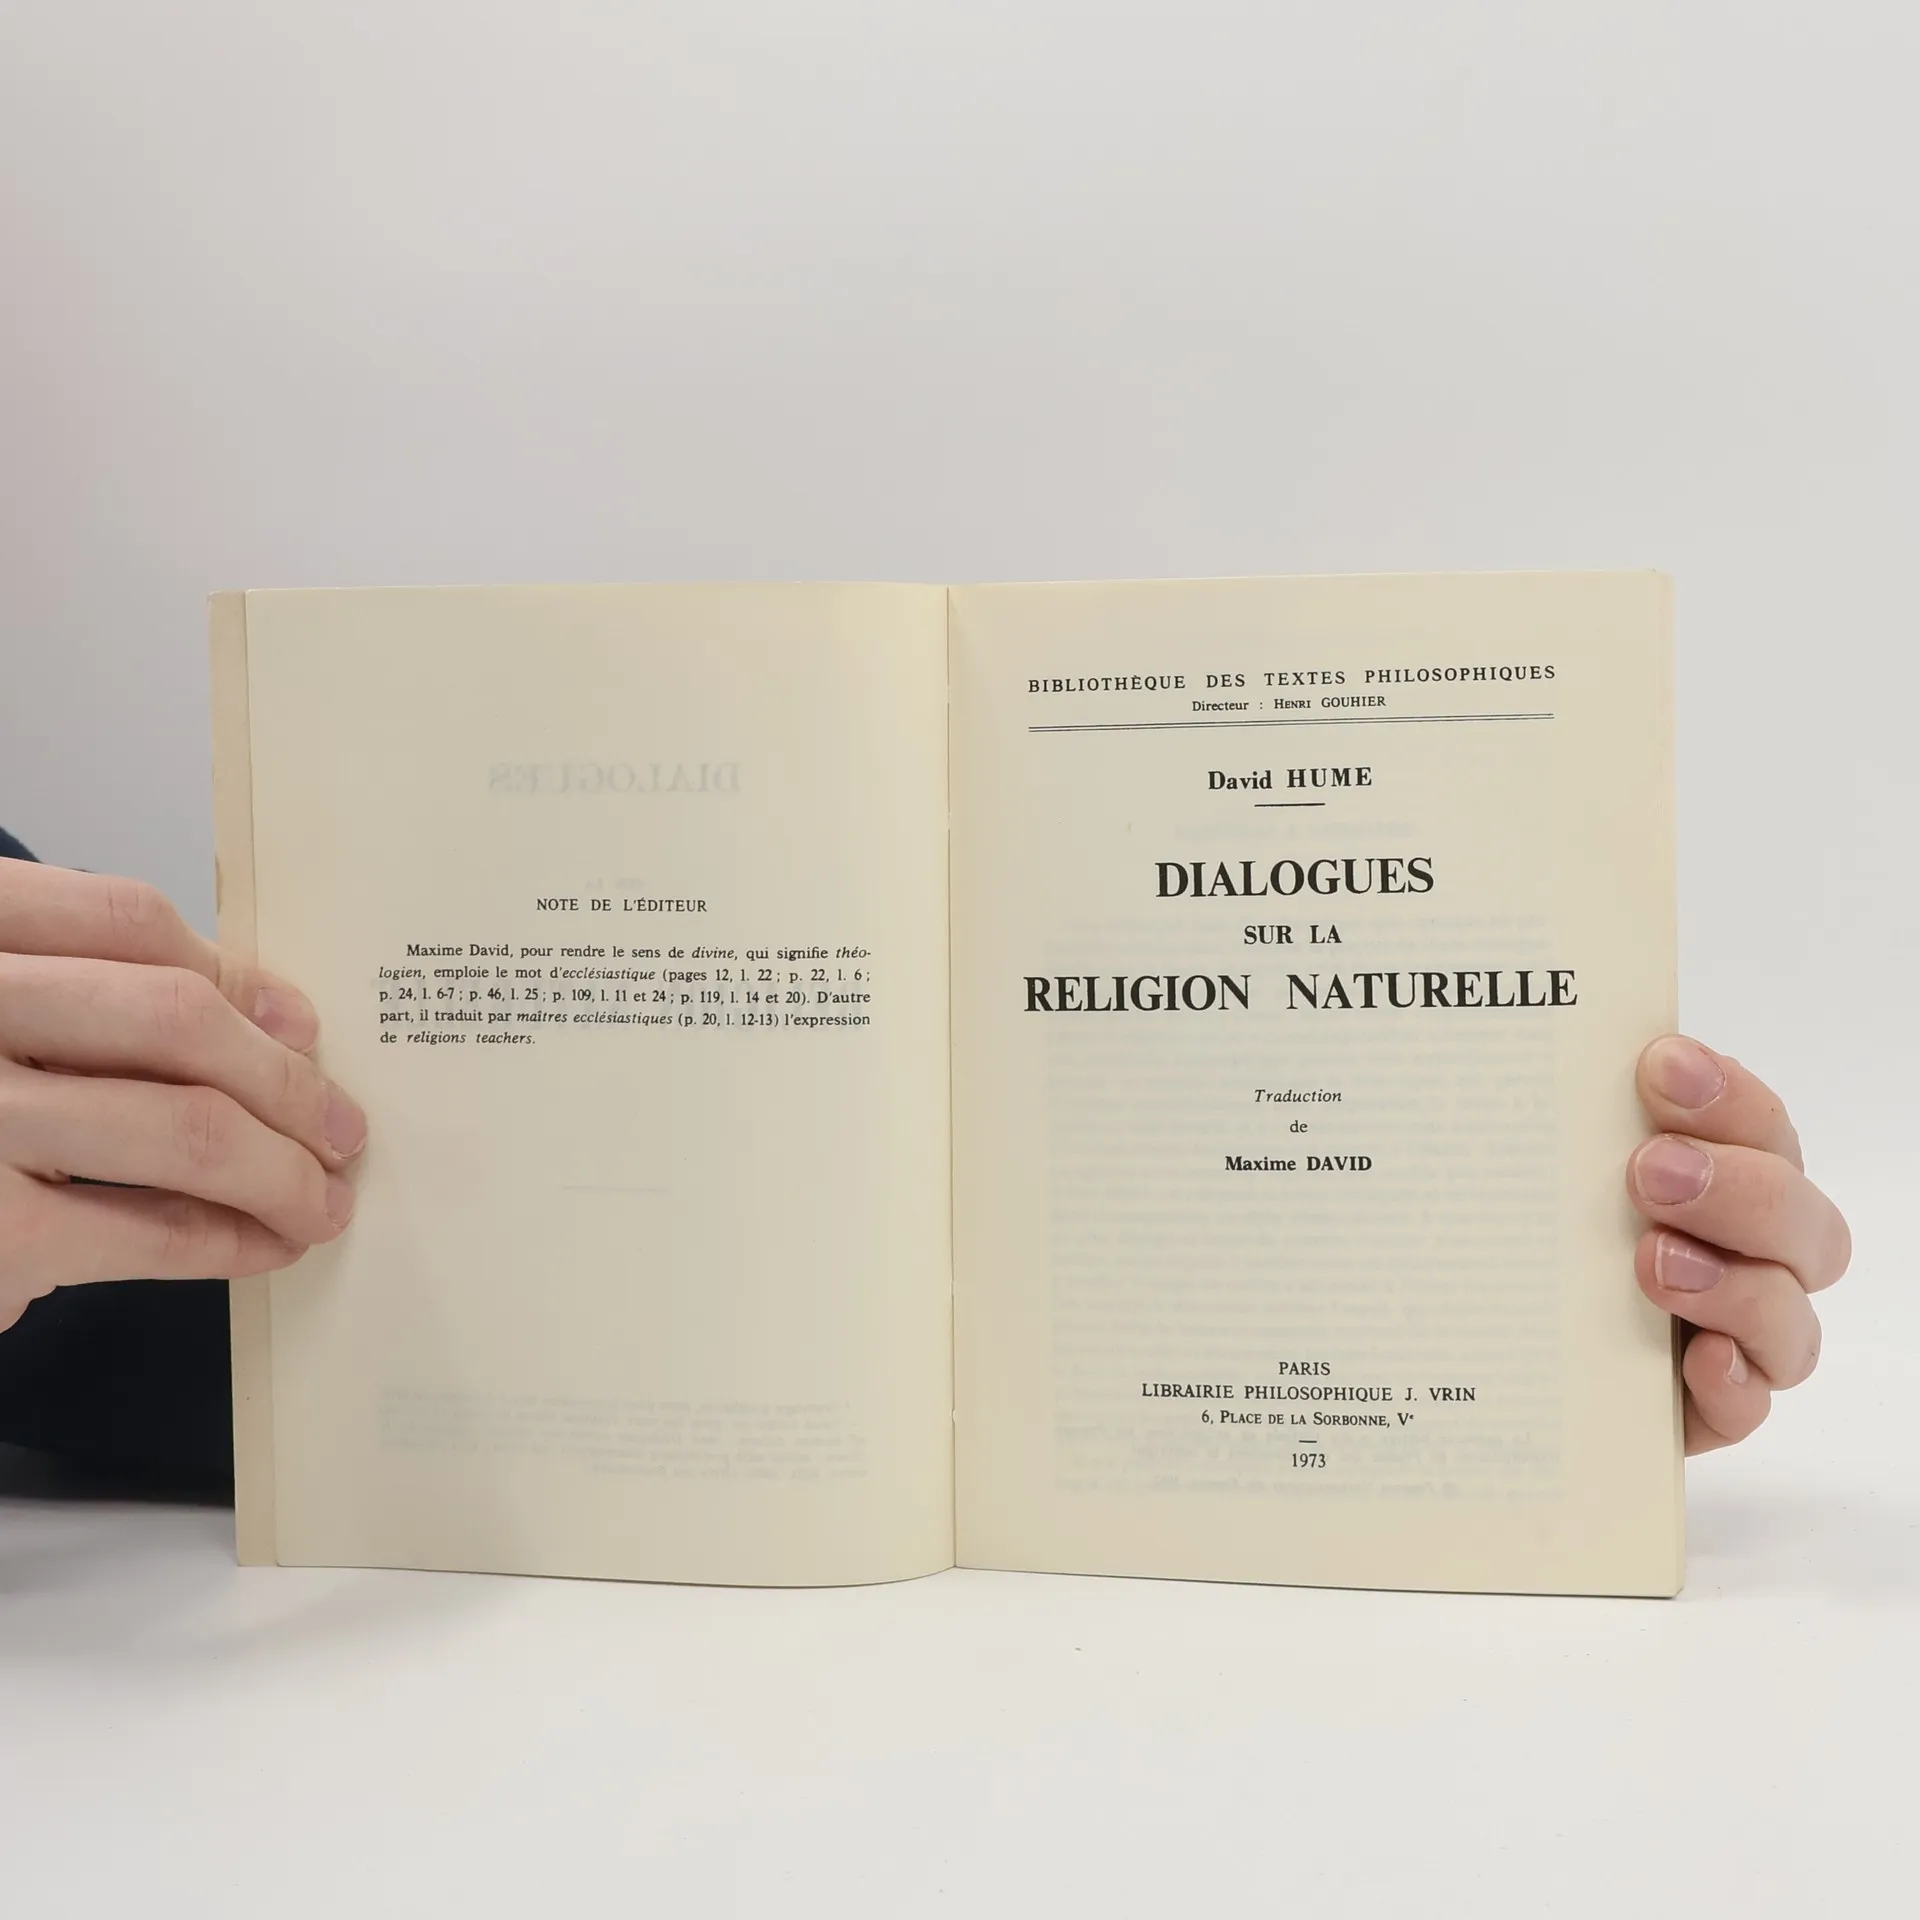 NOTE DE L'ÉDITEUR
Maxime David, pour rendre le sens de divine, qui signifie théo-
logien, emploie le mot d'ecclésiastique (pages 12, l. 22 ; p. 22, l. 6 ;
p. 24, l. 6-7 ; p. 46, l. 25 ; p. 109, l. 11 et 24 ; p. 119, l. 14 et 20). D'autre
part, il traduit par maîtres ecclésiastiques (p. 20, l. 12-13) l'expression
de religions teachers.
BIBLIOTHÈQUE DES TEXTES PHILOSOPHIQUES
Directeur : HENRI GOUHIER
David HUME
DIALOGUES
SUR LA
RELIGION NATURELLE
Traduction
de
Maxime DAVID
PARIS
LIBRAIRIE PHILOSOPHIQUE J. VRIN
6, PLACE DE LA SORBONNE, Vᵉ
1973